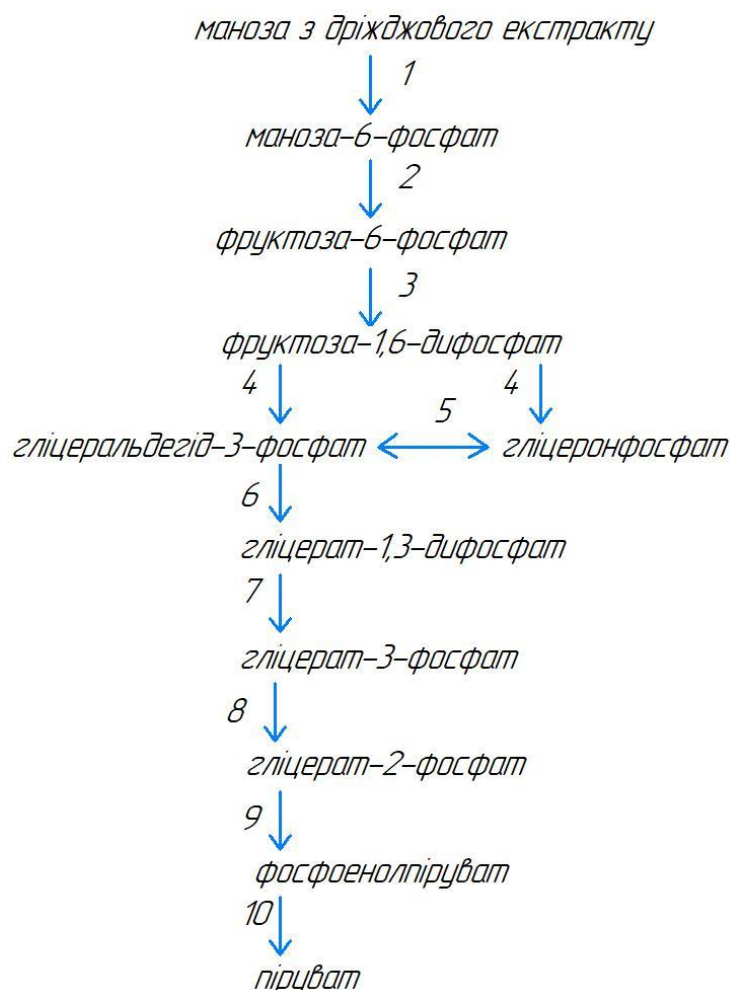 маноза з дріжджового екстракту
1
маноза-6-фосфат
2
фруктоза-6-фосфат
3
фруктоза-1,6-дифосфат
4 4
5
гліцеральдегід-3-фосфат гліцеронфосфат
6
гліцерат-1,3-дифосфат
7
гліцерат-3-фосфат
8
гліцерат-2-фосфат
9
фосфоенолпіруват
10
піруват